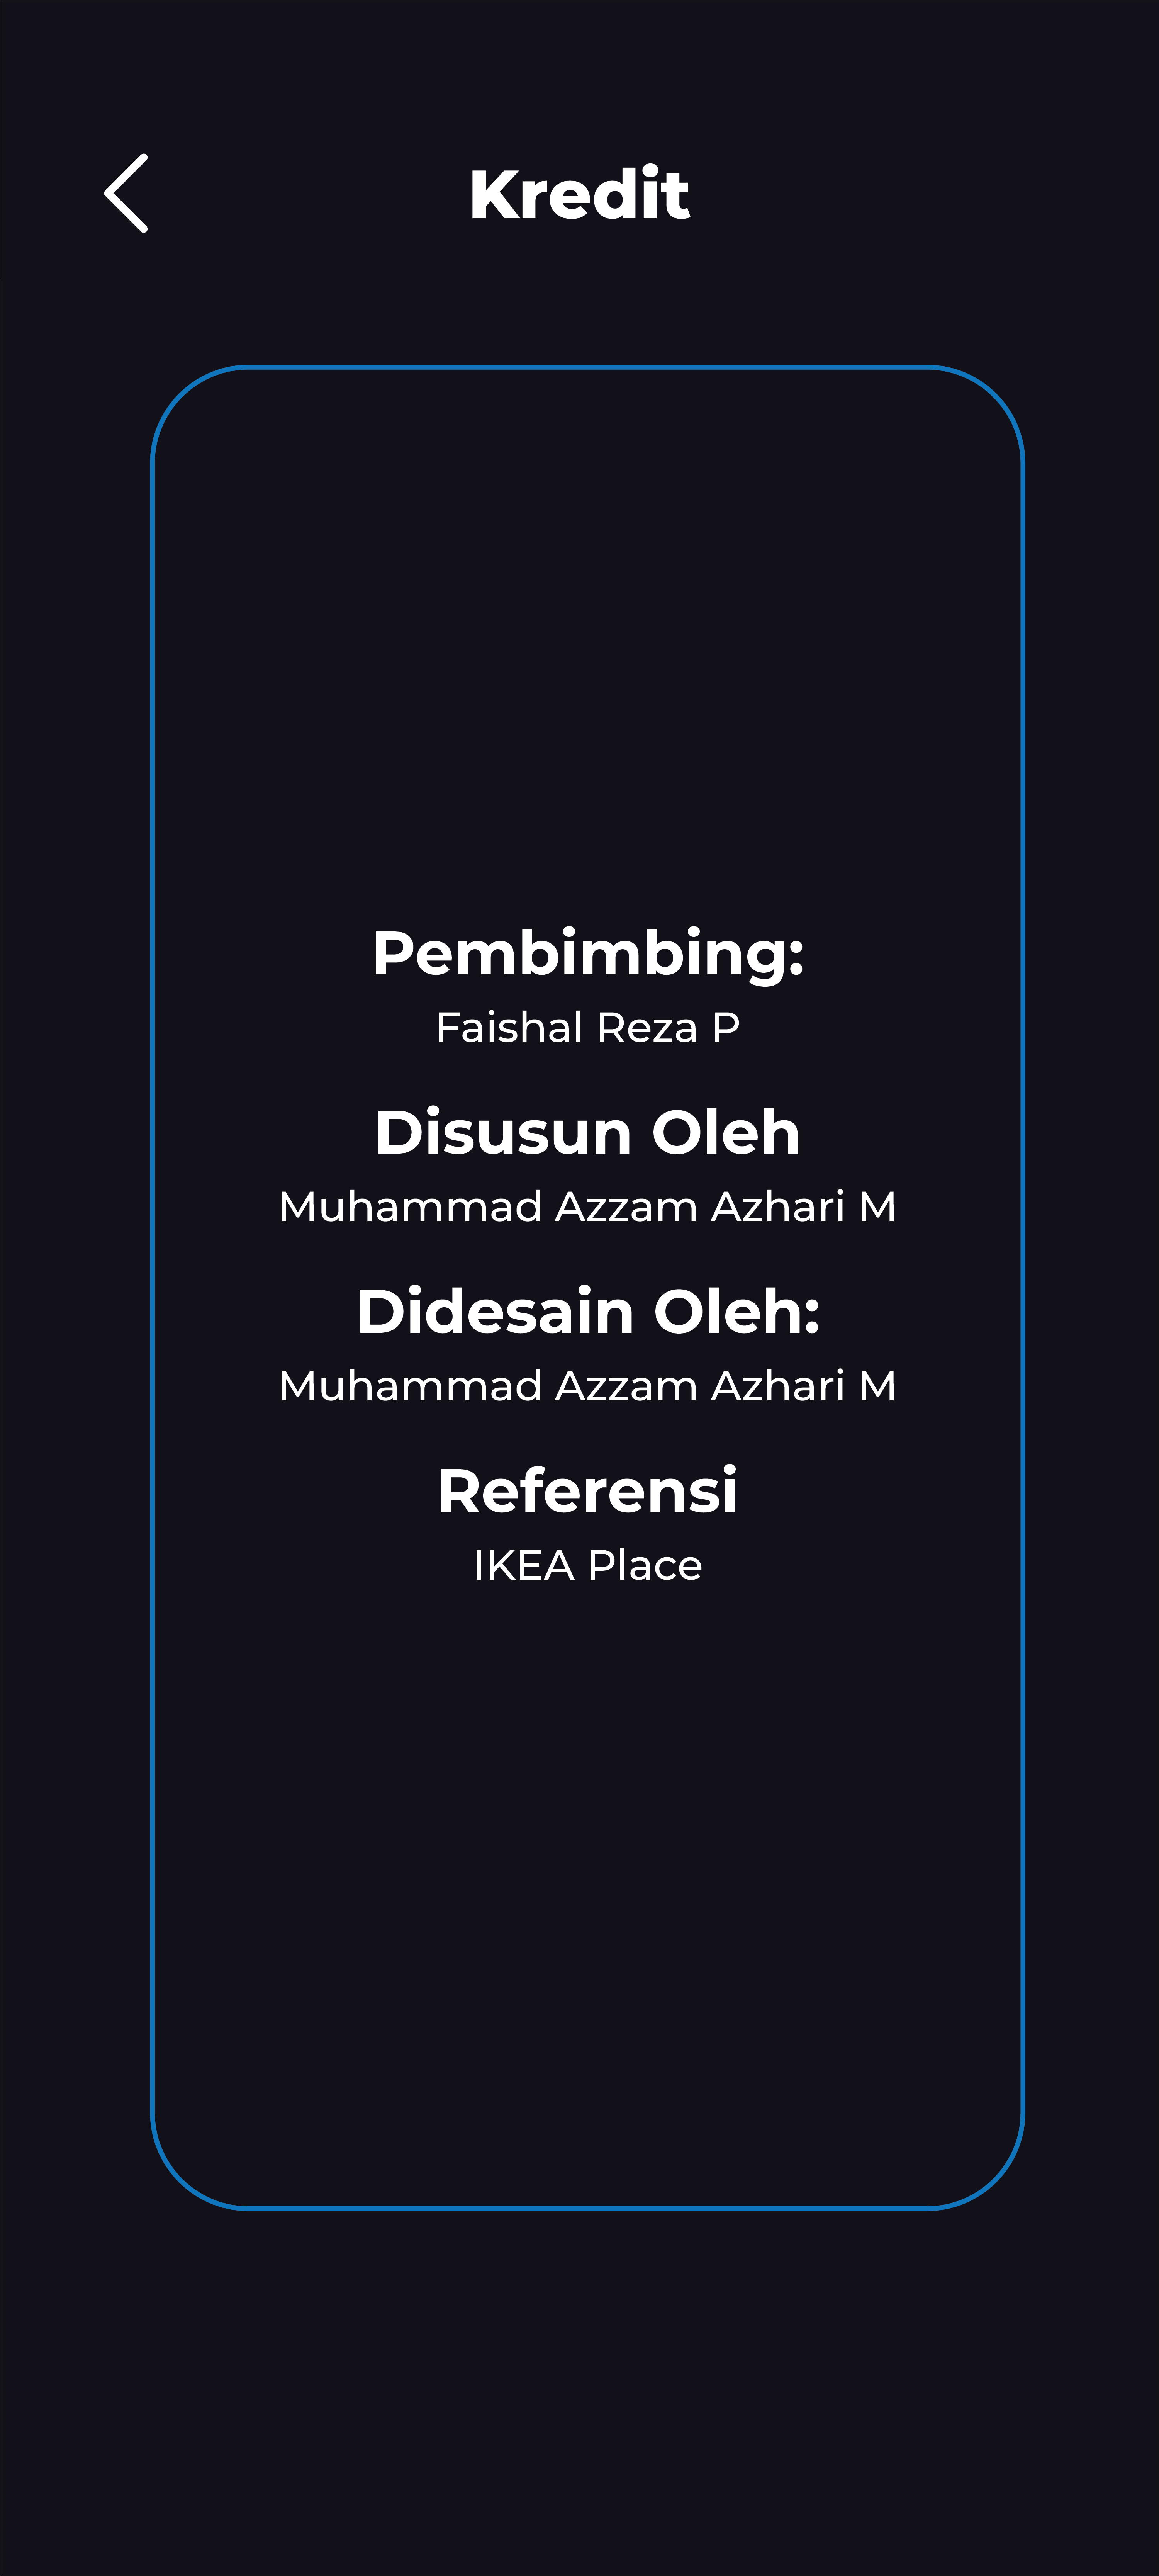 Kredit
Pembimbing:
Faishal Reza P
Disusun Oleh
Muhammad Azzam Azhari M
Didesain Oleh:
Muhammad Azzam Azhari M
Referensi
IKEA Place